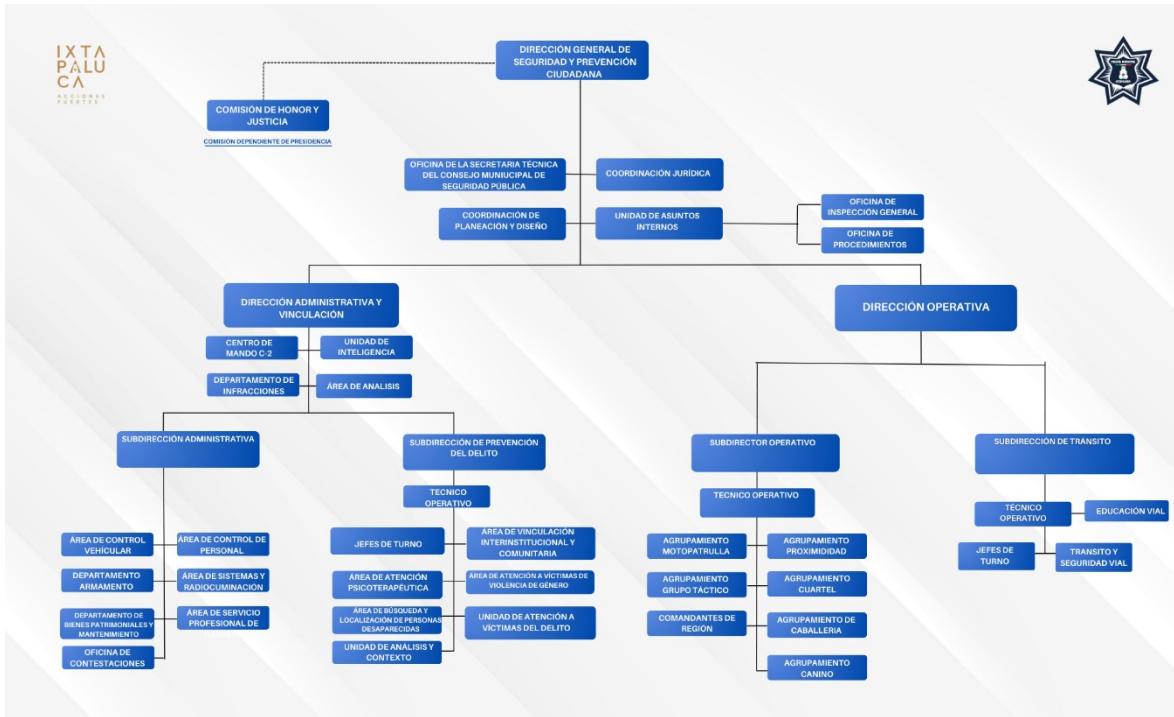 IXTA
PALU
CA
ACCIONES
FUERTES
DIRECCIÓN GENERAL DE
SEGURIDAD Y PREVENCIÓN
CIUDADANA
COMISIÓN DE HONOR Y
JUSTICIA
COMISIÓN DEPENDIENTE DE PRESIDENCIA
OFICINA DE LA SECRETARIA TÉCNICA
DEL CONSEJO MUNIUCIPAL DE
SEGURIDAD PÚBLICA
COORDINACIÓN JURÍDICA
COORDINACIÓN DE
PLANEACIÓN Y DISEÑO
UNIDAD DE ASUNTOS
INTERNOS
OFICINA DE
INSPECCIÓN GENERAL
OFICINA DE
PROCEDIMIENTOS
DIRECCIÓN ADMINISTRATIVA Y
VINCULACIÓN
DIRECCIÓN OPERATIVA
CENTRO DE
MANDO C-2
UNIDAD DE
INTELIGENCIA
DEPARTAMENTO DE
INFRACCIONES
ÁREA DE ANALISIS
SUBDIRECCIÓN ADMINISTRATIVA
SUBDIRECCIÓN DE PREVENCIÓN
DEL DELITO
SUBDIRECTOR OPERATIVO
SUBDIRECCIÓN DE TRÁNSITO
ÁREA DE CONTROL
VEHÍCULAR
ÁREA DE CONTROL DE
PERSONAL
DEPARTAMENTO
ARMAMENTO
ÁREA DE SISTEMAS Y
RADIOCUMINACIÓN
DEPARTAMENTO DE
BIENES PATRIMONIALES Y
MANTENIMIENTO
ÁREA DE SERVICIO
PROFESIONAL DE
OFICINA DE
CONTESTACIONES
TECNICO
OPERATIVO
JEFES DE TURNO
ÁREA DE VINCULACIÓN
INTERINSTITUCIONAL Y
COMUNITARIA
ÁREA DE ATENCIÓN
PSICOTERAPÉUTICA
ÁREA DE ATENCIÓN A VÍCTIMAS DE
VIOLENCIA DE GÉNERO
ÁREA DE BÚSQUEDA Y
LOCALIZACIÓN DE PERSONAS
DESAPARECIDAS
UNIDAD DE ATENCIÓN A
VÍCTIMAS DEL DELITO
UNIDAD DE ANÁLISIS Y
CONTEXTO
TECNICO OPERATIVO
AGRUPAMIENTO
MOTOPATRULLA
AGRUPAMIENTO
PROXIMIDIDAD
AGRUPAMIENTO
GRUPO TÁCTICO
AGRUPAMIENTO
CUARTEL
COMANDANTES DE
REGIÓN
AGRUPAMIENTO DE
CABALLERIA
AGRUPAMIENTO
CANINO
TÉCNICO
OPERATIVO
EDUCACIÓN VIAL
JEFES DE
TURNO
TRANSITO Y
SEGURIDAD VIAL